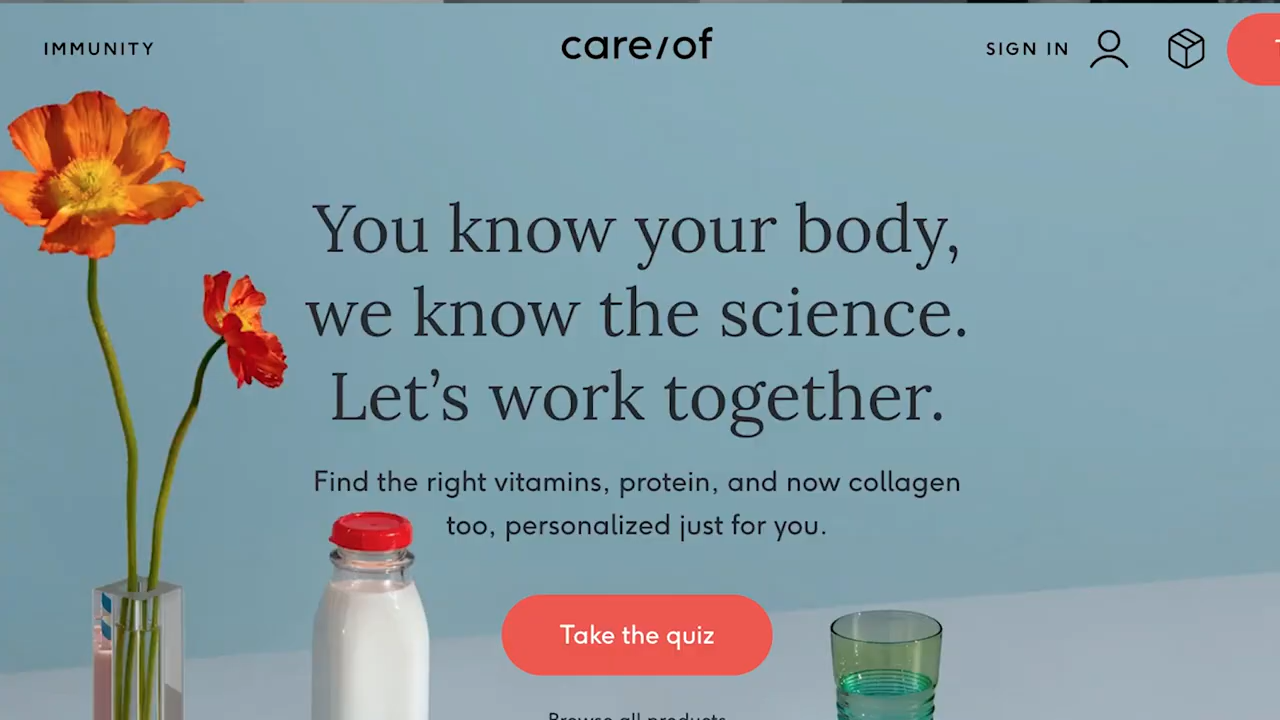 IMMUNITY
care/of
SIGN IN
You know your body,
we know the science.
Let’s work together.
Find the right vitamins, protein, and now collagen
too, personalized just for you.
Take the quiz
Browse all products